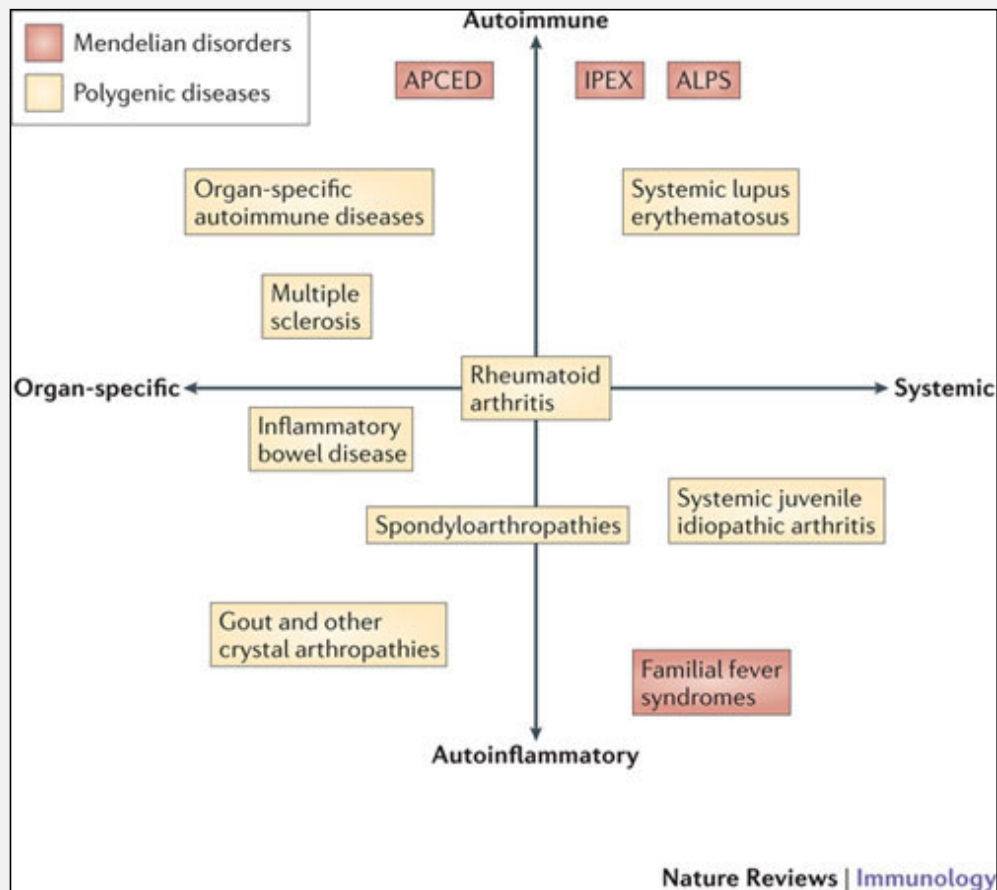 Autoimmune
Mendelian disorders
Polygenic diseases
APCED
IPEX
ALPS
Organ-specific
autoimmune diseases
Systemic lupus
erythematosus
Multiple
sclerosis
Organ-specific
Rheumatoid
arthritis
Systemic
Inflammatory
bowel disease
Systemic juvenile
idiopathic arthritis
Spondyloarthropathies
Gout and other
crystal arthropathies
Familial fever
syndromes
Autoinflammatory
Nature Reviews | Immunology